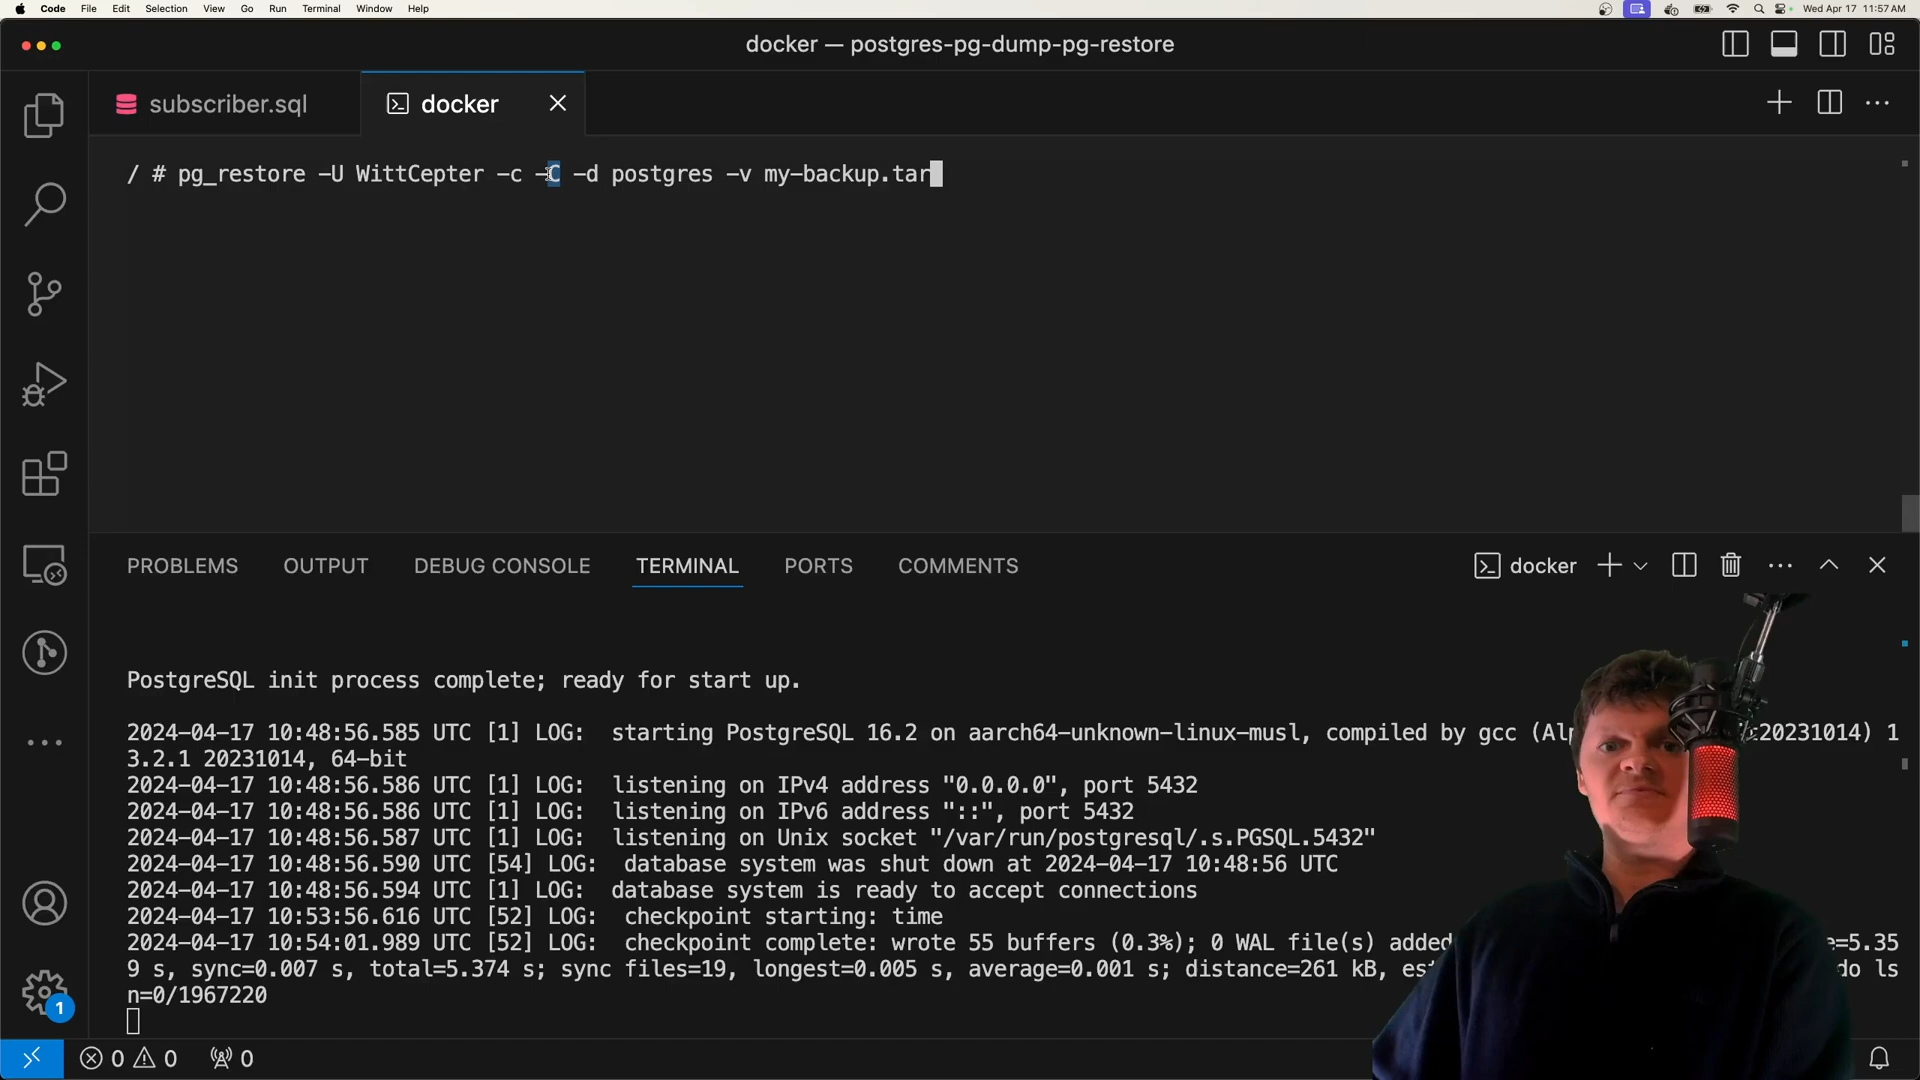 Code File Edit Selection View Go Run Terminal Window Help Wed Apr 17 11:57 AM
docker — postgres-pg-dump-pg-restore
subscriber.sql docker
/ # pg_restore -U WittCepter -c -C -d postgres -v my-backup.tar
PROBLEMS OUTPUT DEBUG CONSOLE TERMINAL PORTS COMMENTS docker
PostgreSQL init process complete; ready for start up.
2024-04-17 10:48:56.585 UTC [1] LOG:  starting PostgreSQL 16.2 on aarch64-unknown-linux-musl, compiled by gcc 20231014) 1
3.2.1 20231014, 64-bit
2024-04-17 10:48:56.586 UTC [1] LOG:  listening on IPv4 address "0.0.0.0", port 5432
2024-04-17 10:48:56.586 UTC [1] LOG:  listening on IPv6 address "::", port 5432
2024-04-17 10:48:56.587 UTC [1] LOG:  listening on Unix socket "/var/run/postgresql/.s.PGSQL.5432"
2024-04-17 10:48:56.590 UTC [54] LOG:  database system was shut down at 2024-04-17 10:48:56 UTC
2024-04-17 10:48:56.594 UTC [1] LOG:  database system is ready to accept connections
2024-04-17 10:53:56.616 UTC [52] LOG:  checkpoint starting: time
2024-04-17 10:54:01.989 UTC [52] LOG:  checkpoint complete: wrote 55 buffers (0.3%); 0 WAL file(s) added =5.35
9 s, sync=0.007 s, total=5.374 s; sync files=19, longest=0.005 s, average=0.001 s; distance=261 kB, do ls
n=0/1967220
1
0 0 0